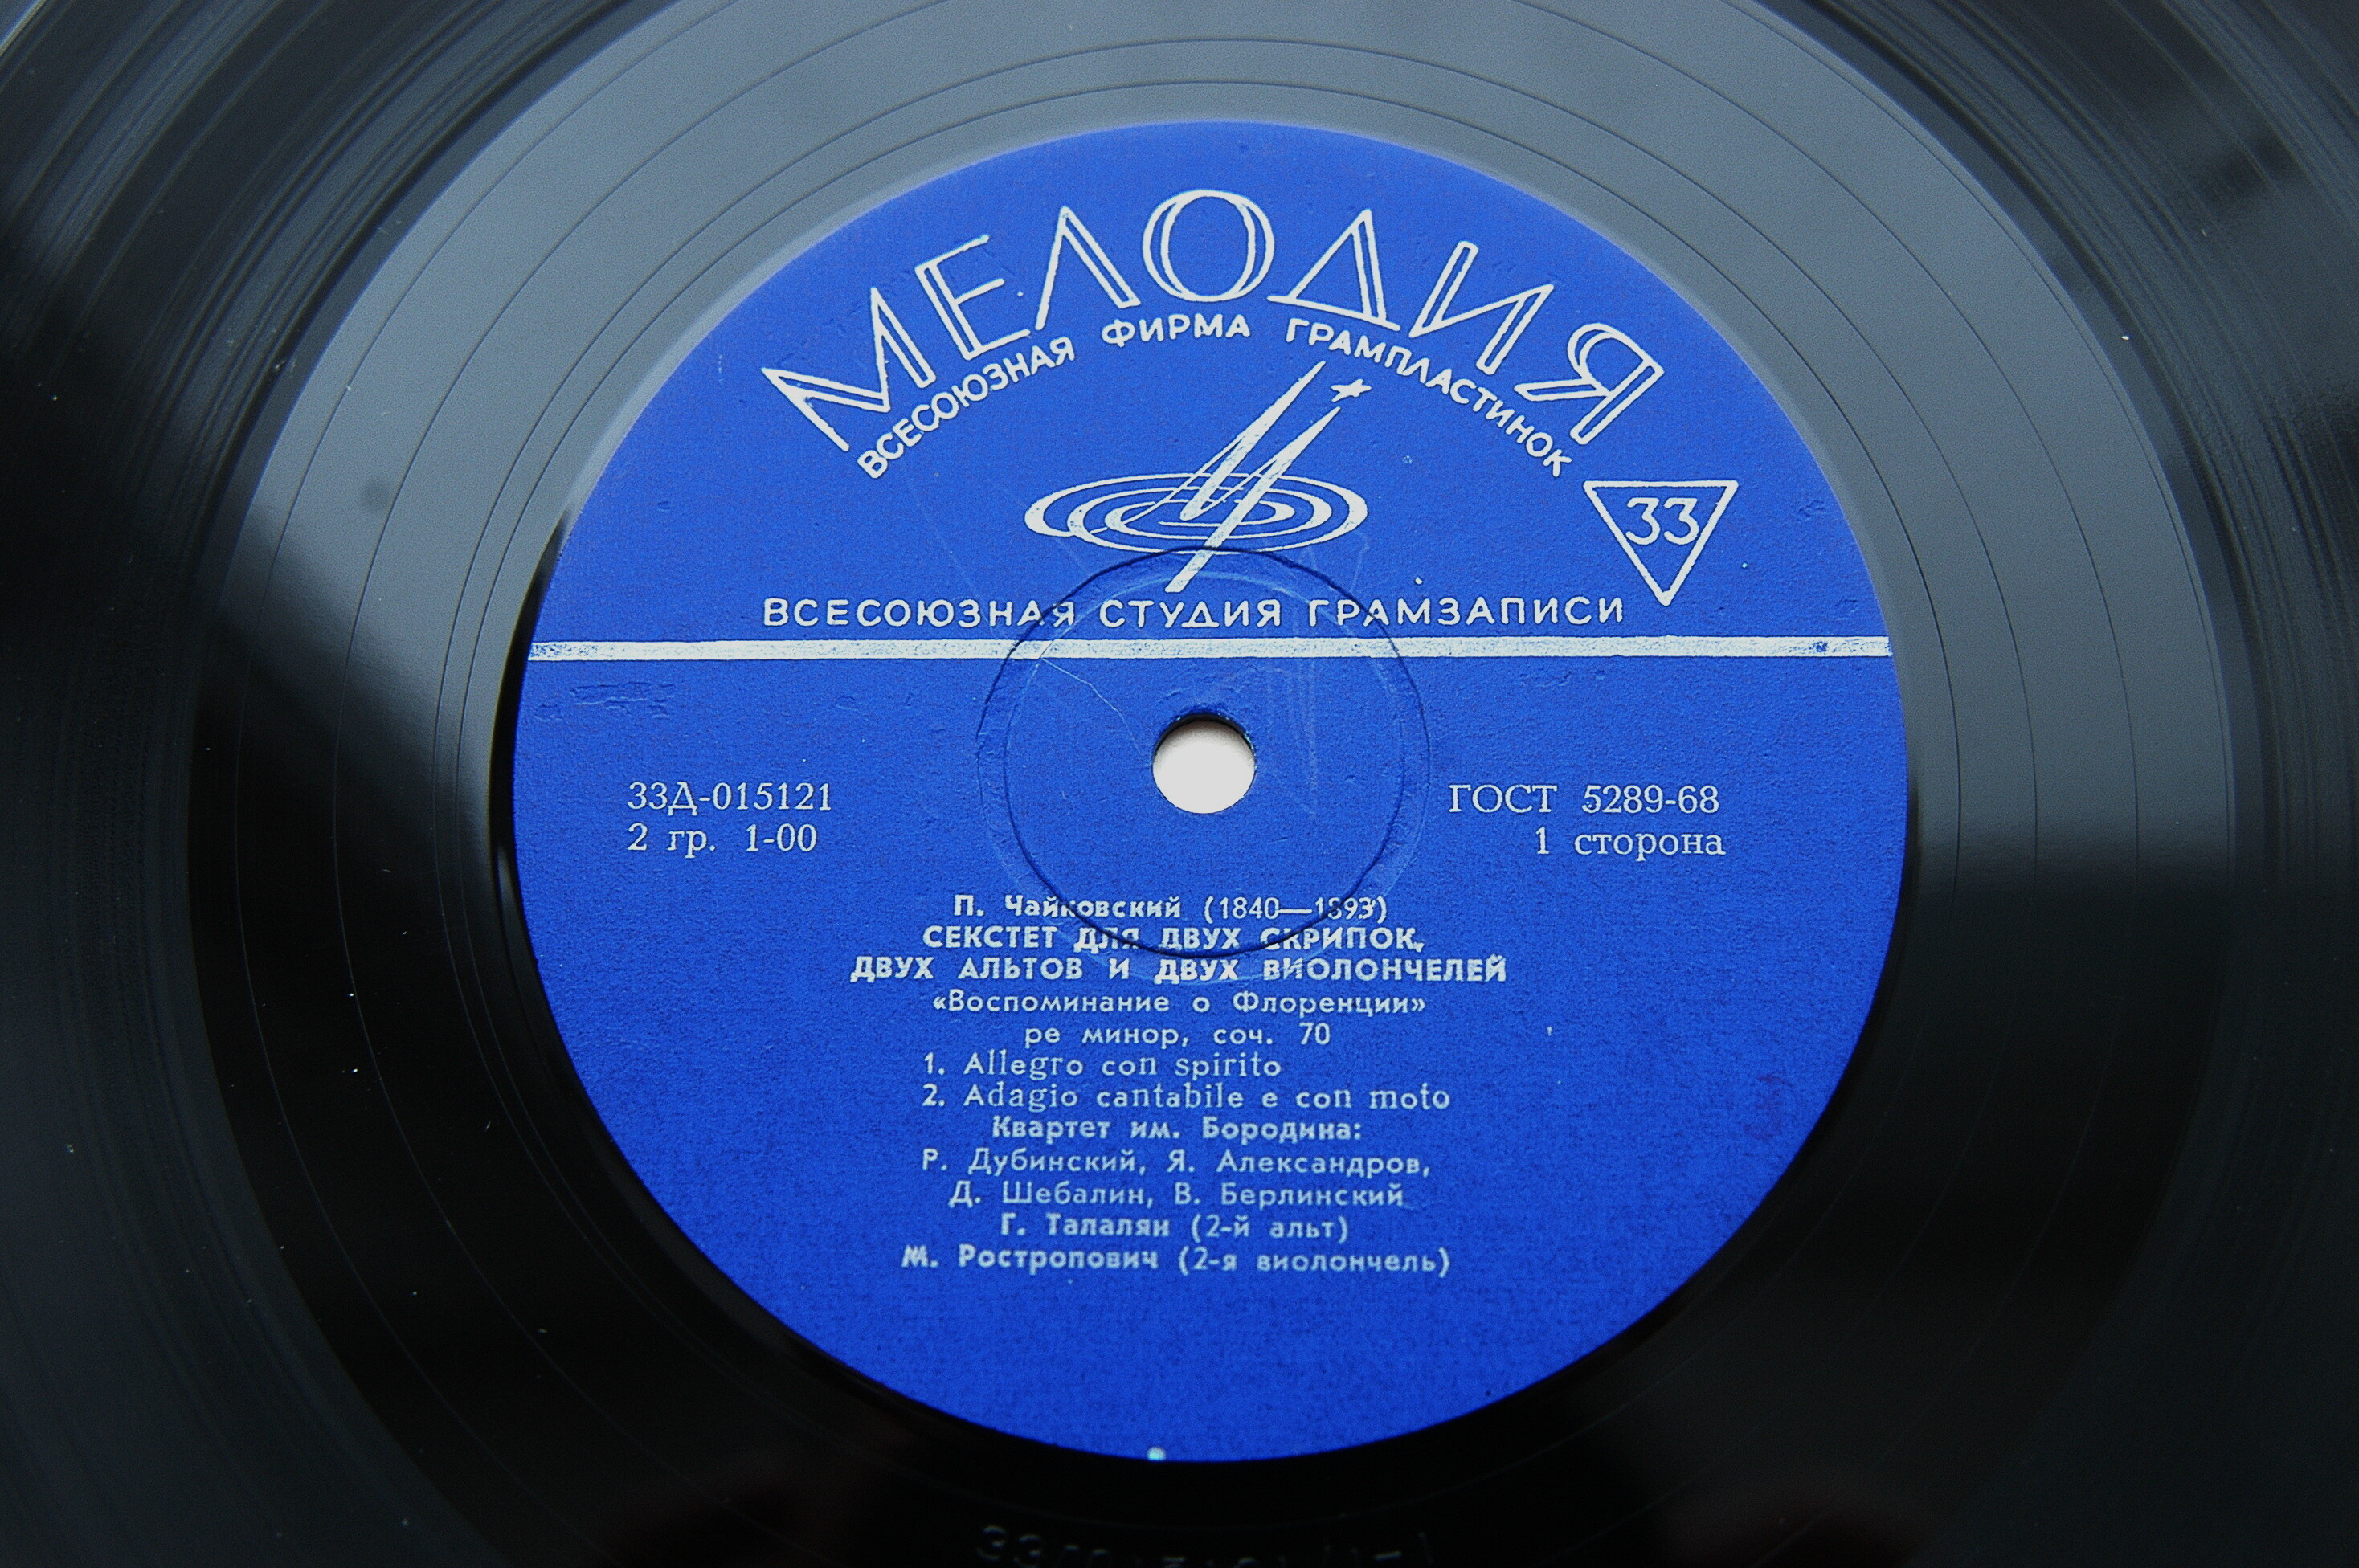 МЕЛОДИЯ
ВСЕСОЮЗНАЯ ФИРМА ГРАМПЛАСТИНОК
33
ВСЕСОЮЗНАЯ СТУДИЯ ГРАМЗАПИСИ
33Д-015121
2 гр. 1-00
ГОСТ 5289-68
1 сторона
П. Чайковский (1840—1893)
СЕКСТЕТ ДЛЯ ДВУХ СКРИПОК,
ДВУХ АЛЬТОВ И ДВУХ ВИОЛОНЧЕЛЕЙ
«Воспоминание о Флоренции»
ре минор, соч. 70
1. Allegro con spirito
2. Adagio cantabile e con moto
Квартет им. Бородина:
Р. Дубинский, Я. Александров,
Д. Шебалин, В. Берлинский
Г. Талалян (2-й альт)
М. Ростропович (2-я виолончель)